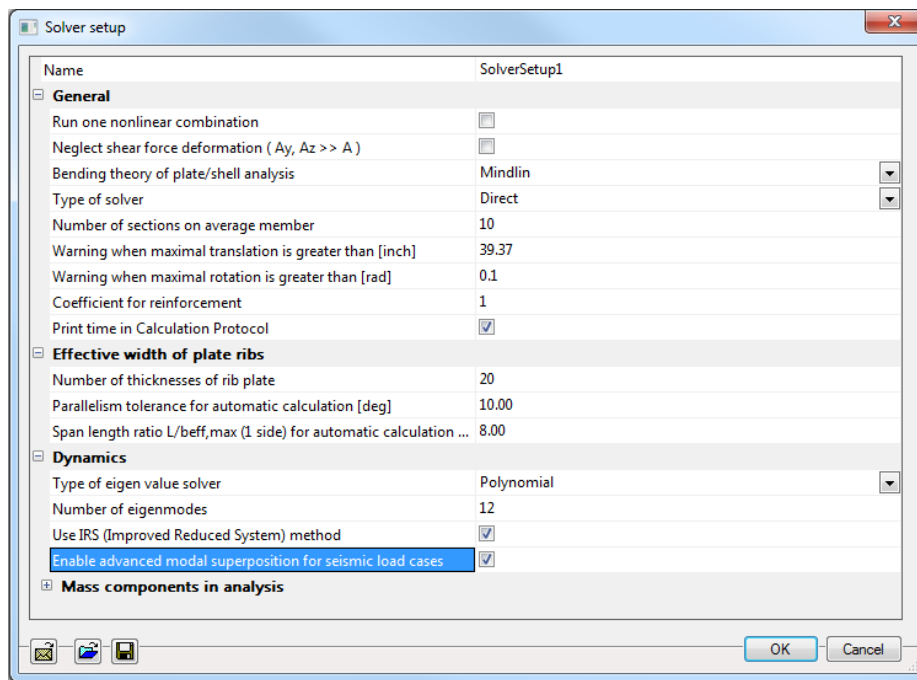 Solver setup
Name SolverSetup1
General
Run one nonlinear combination
Neglect shear force deformation ( Ay, Az >> A )
Bending theory of plate/shell analysis Mindlin
Type of solver Direct
Number of sections on average member 10
Warning when maximal translation is greater than [inch] 39.37
Warning when maximal rotation is greater than [rad] 0.1
Coefficient for reinforcement 1
Print time in Calculation Protocol
Effective width of plate ribs
Number of thicknesses of rib plate 20
Parallelism tolerance for automatic calculation [deg] 10.00
Span length ratio L/beff,max (1 side) for automatic calculation ... 8.00
Dynamics
Type of eigen value solver Polynomial
Number of eigenmodes 12
Use IRS (Improved Reduced System) method
Enable advanced modal superposition for seismic load cases
Mass components in analysis
OK Cancel